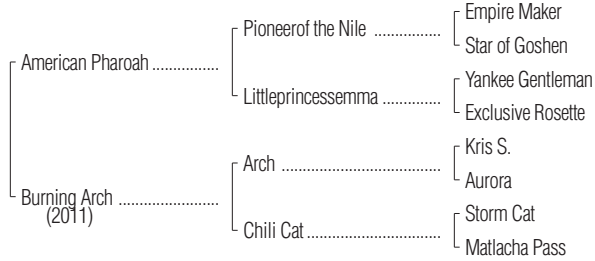 Empire Maker
Pioneerof the Nile ................
Star of Goshen
American Pharoah ................
Yankee Gentleman
Littleprincessemma ..............
Exclusive Rosette
Kris S.
Arch ......................................
Aurora
Burning Arch ........................
(2011)
Storm Cat
Chili Cat ................................
Matlacha Pass